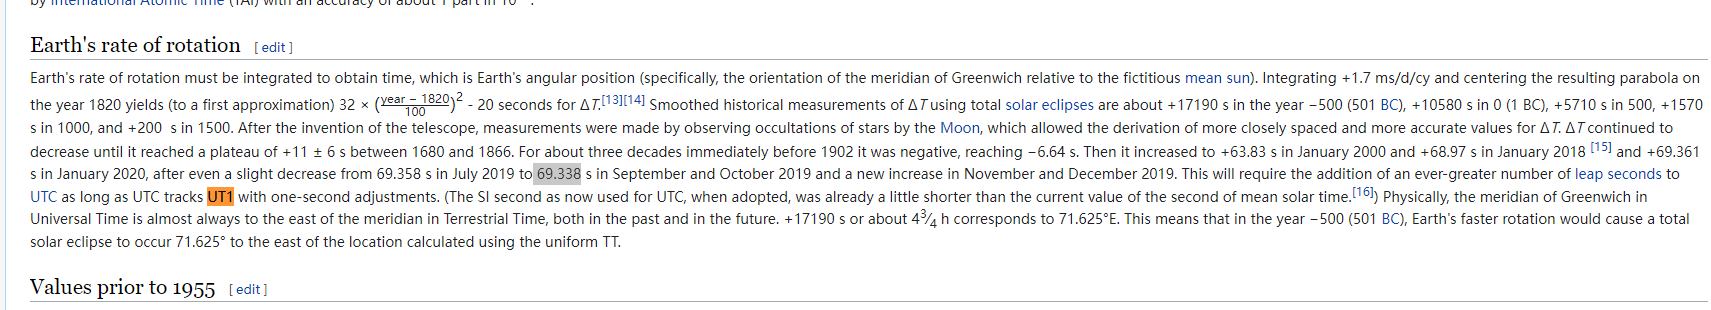 by International Atomic Time (TAI) with an accuracy of about 1 part in 10
Earth's rate of rotation [ edit ]
Earth's rate of rotation must be integrated to obtain time, which is Earth's angular position (specifically, the orientation of the meridian of Greenwich relative to the fictitious mean sun). Integrating +1.7 ms/d/cy and centering the resulting parabola on
the year 1820 yields (to a first approximation) 32 × (year − 1820/100)² - 20 seconds for ΔT.[13][14] Smoothed historical measurements of ΔT using total solar eclipses are about +17190 s in the year −500 (501 BC), +10580 s in 0 (1 BC), +5710 s in 500, +1570
s in 1000, and +200 s in 1500. After the invention of the telescope, measurements were made by observing occultations of stars by the Moon, which allowed the derivation of more closely spaced and more accurate values for ΔT. ΔT continued to
decrease until it reached a plateau of +11 ± 6 s between 1680 and 1866. For about three decades immediately before 1902 it was negative, reaching −6.64 s. Then it increased to +63.83 s in January 2000 and +68.97 s in January 2018 [15] and +69.361
s in January 2020, after even a slight decrease from 69.358 s in July 2019 to 69.338 s in September and October 2019 and a new increase in November and December 2019. This will require the addition of an ever-greater number of leap seconds to
UTC as long as UTC tracks UT1 with one-second adjustments. (The SI second as now used for UTC, when adopted, was already a little shorter than the current value of the second of mean solar time.[16]) Physically, the meridian of Greenwich in
Universal Time is almost always to the east of the meridian in Terrestrial Time, both in the past and in the future. +17190 s or about 4¾ h corresponds to 71.625°E. This means that in the year −500 (501 BC), Earth's faster rotation would cause a total
solar eclipse to occur 71.625° to the east of the location calculated using the uniform TT.
Values prior to 1955 [ edit ]